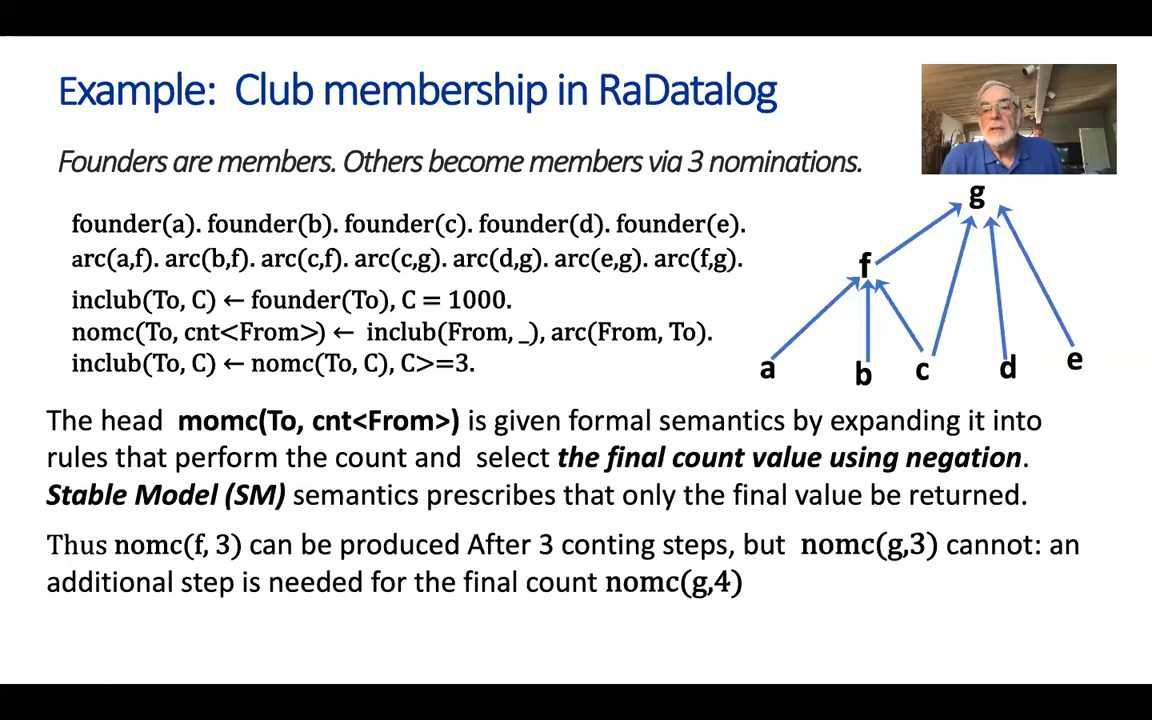 Example: Club membership in RaDatalog
Founders are members. Others become members via 3 nominations.
founder(a). founder(b). founder(c). founder(d). founder(e).
arc(a,f). arc(b,f). arc(c,f). arc(c,g). arc(d,g). arc(e,g). arc(f,g).
inclub(To, C) ← founder(To), C = 1000.
nomc(To, cnt<From>) ← inclub(From, _), arc(From, To).
inclub(To, C) ← nomc(To, C), C>=3.
g
f
a
b
c
d
e
The head momc(To, cnt<From>) is given formal semantics by expanding it into
rules that perform the count and select the final count value using negation.
Stable Model (SM) semantics prescribes that only the final value be returned.
Thus nomc(f, 3) can be produced After 3 conting steps, but nomc(g,3) cannot: an
additional step is needed for the final count nomc(g,4)